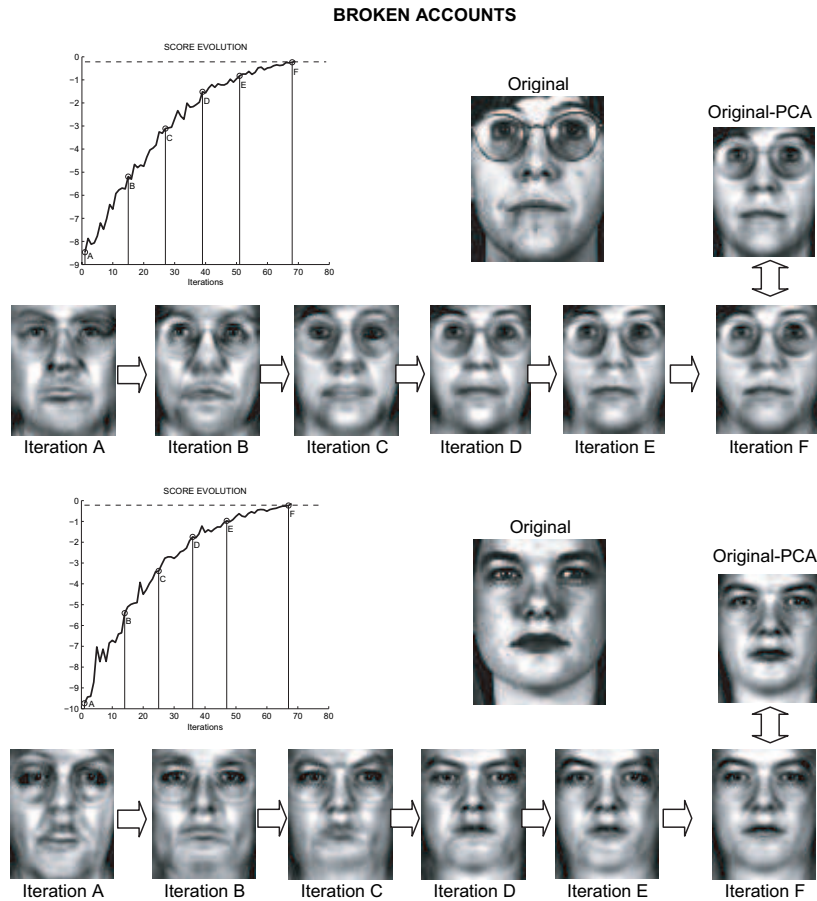 BROKEN ACCOUNTS
SCORE EVOLUTION
0
−1
−2
−3
−4
−5
−6
−7
−8
−9
A
B
C
D
E
F
0 10 20 30 40 50 60 70 80
Iterations
Original
Original-PCA
Iteration A Iteration B Iteration C Iteration D Iteration E Iteration F
SCORE EVOLUTION
0
−1
−2
−3
−4
−5
−6
−7
−8
−9
−10
A
B
C
D
E
F
0 10 20 30 40 50 60 70 80
Iterations
Original
Original-PCA
Iteration A Iteration B Iteration C Iteration D Iteration E Iteration F